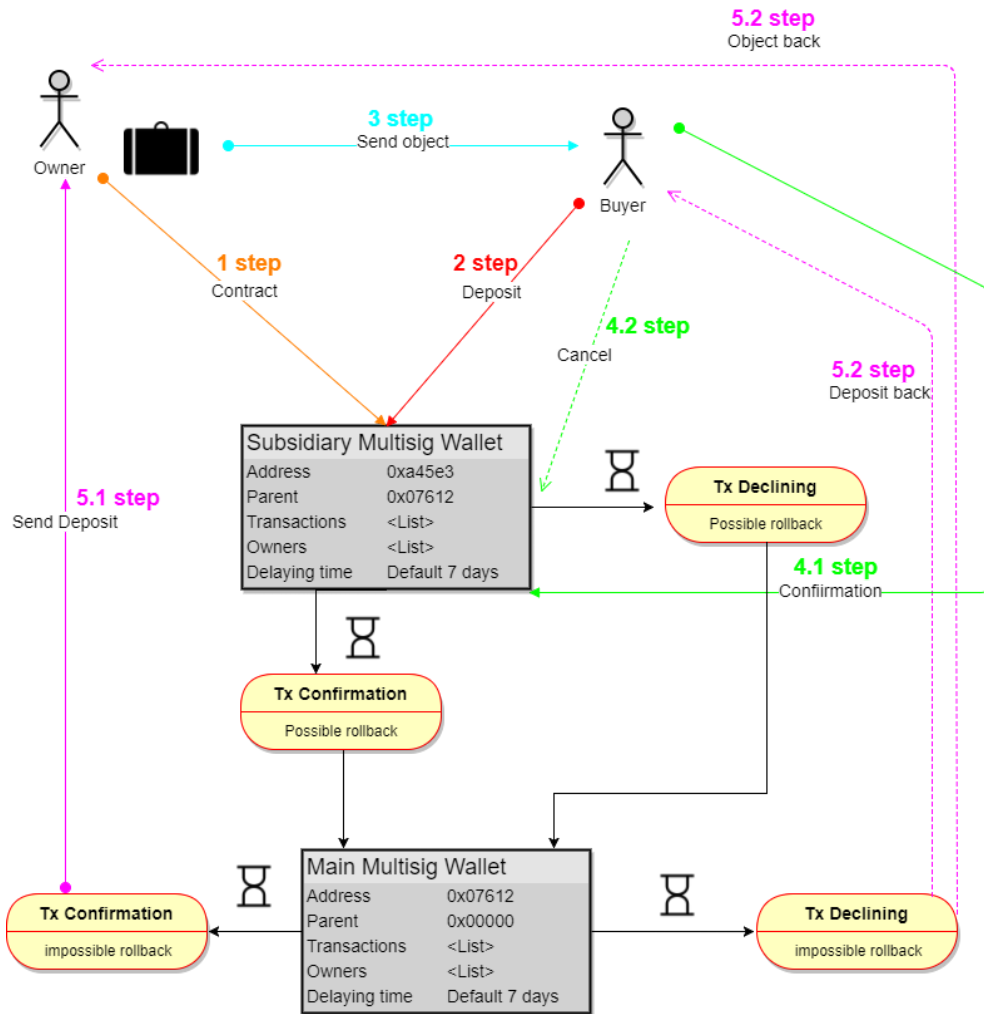 5.2 step
Object back
3 step
Send object
Owner
Buyer
1 step
Contract
2 step
Deposit
4.2 step
Cancel
5.2 step
Deposit back
Subsidiary Multisig Wallet
Address 0xa45e3
Parent 0x07612
Transactions <List>
Owners <List>
Delaying time Default 7 days
5.1 step
Send Deposit
Tx Declining
Possible rollback
4.1 step
Confiirmation
Tx Confirmation
Possible rollback
Main Multisig Wallet
Address 0x07612
Parent 0x00000
Transactions <List>
Owners <List>
Delaying time Default 7 days
Tx Confirmation
impossible rollback
Tx Declining
impossible rollback